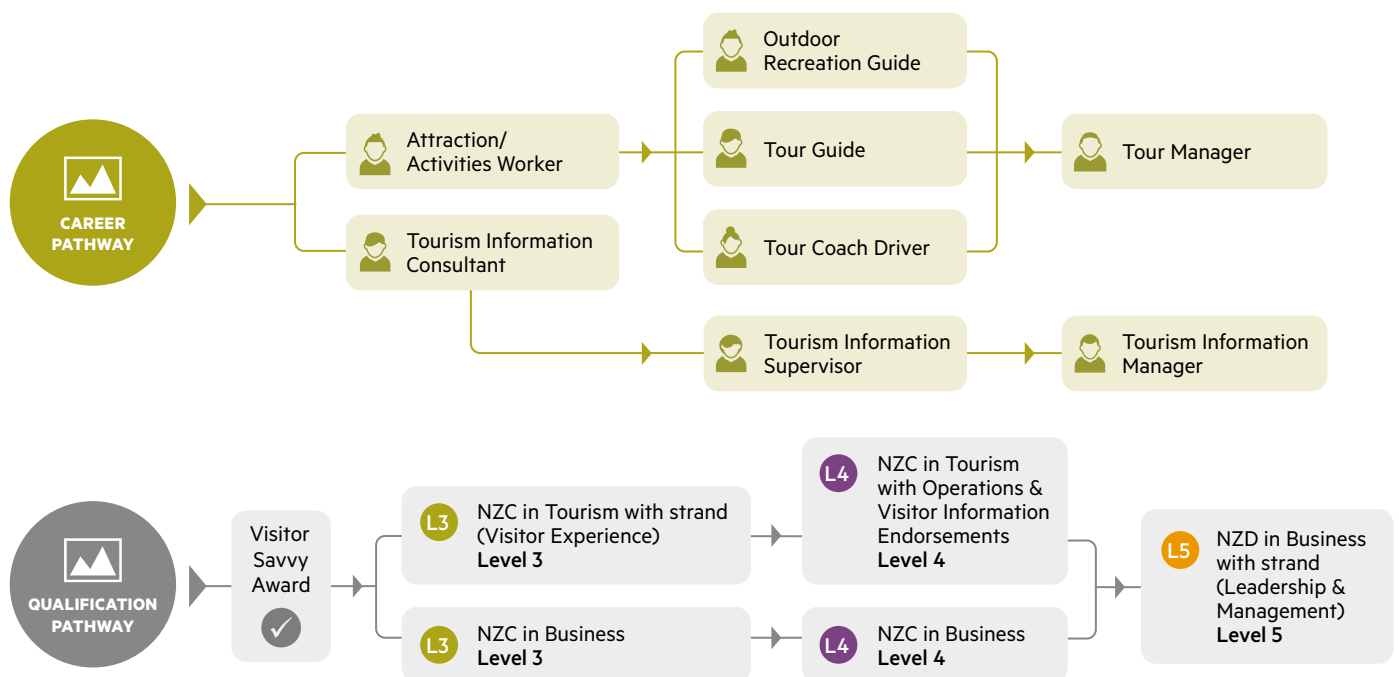 CAREER
PATHWAY
Attraction/
Activities Worker
Tourism Information
Consultant
Outdoor
Recreation Guide
Tour Guide
Tour Coach Driver
Tourism Information
Supervisor
Tour Manager
Tourism Information
Manager
QUALIFICATION
PATHWAY
Visitor
Savvy
Award
L3
NZC in Tourism with strand
(Visitor Experience)
Level 3
L3
NZC in Business
Level 3
L4
NZC in Tourism
with Operations &
Visitor Information
Endorsements
Level 4
L4
NZC in Business
Level 4
L5
NZD in Business
with strand
(Leadership &
Management)
Level 5